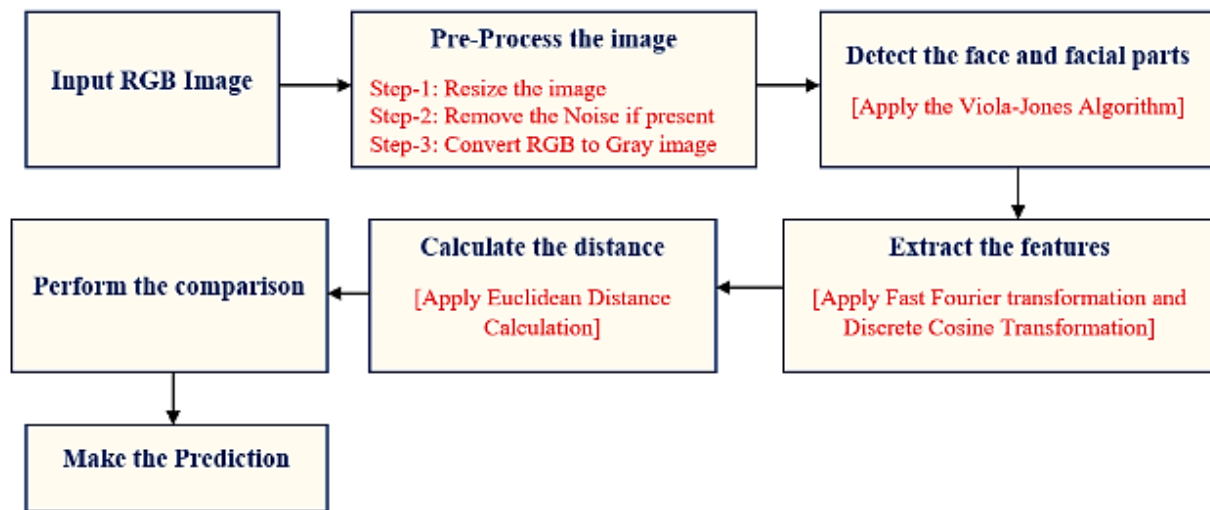 Input RGB Image
Pre-Process the image
Step-1: Resize the image
Step-2: Remove the Noise if present
Step-3: Convert RGB to Gray image
Detect the face and facial parts
[Apply the Viola-Jones Algorithm]
Extract the features
[Apply Fast Fourier transformation and
Discrete Cosine Transformation]
Calculate the distance
[Apply Euclidean Distance
Calculation]
Perform the comparison
Make the Prediction